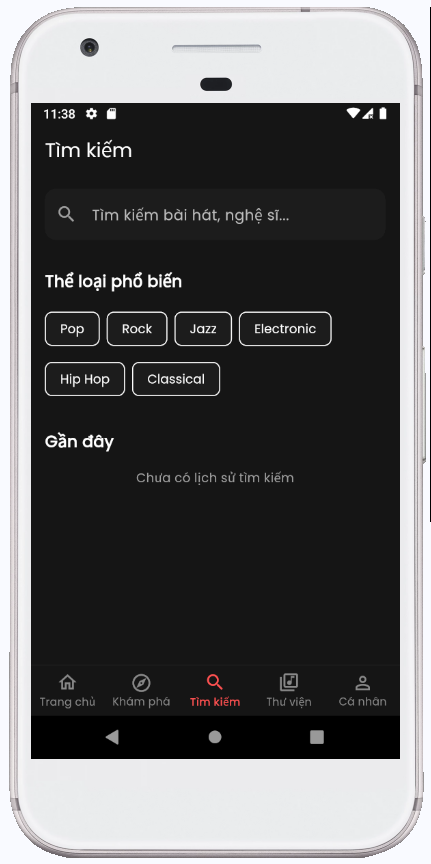 11:38
Tìm kiếm
Tìm kiếm bài hát, nghệ sĩ...
Thể loại phổ biến
Pop Rock Jazz Electronic
Hip Hop Classical
Gần đây
Chưa có lịch sử tìm kiếm
Trang chủ Khám phá Tìm kiếm Thư viện Cá nhân